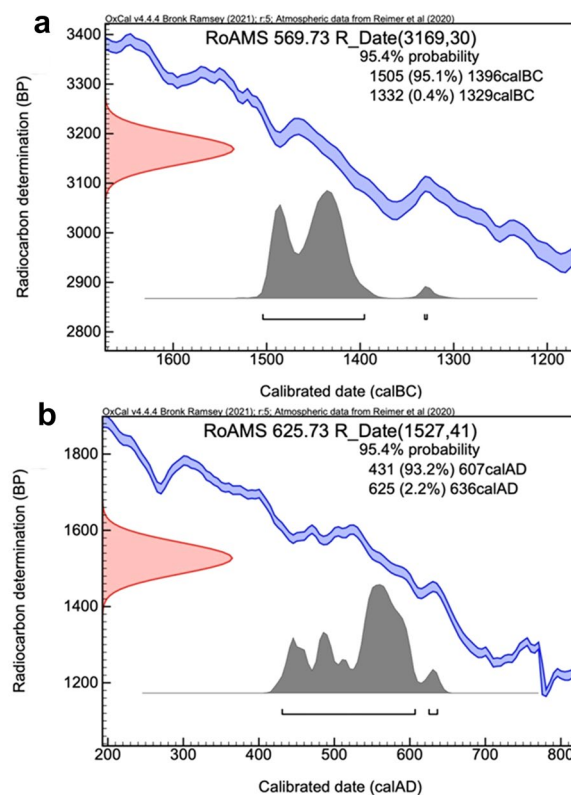 a
OxCal v4.4.4 Bronk Ramsey (2021); r:5; Atmospheric data from Reimer et al (2020)
RoAMS 569.73 R_Date(3169,30)
95.4% probability
1505 (95.1%) 1396calBC
1332 (0.4%) 1329calBC
Radiocarbon determination (BP)
3400
3300
3200
3100
3000
2900
2800
1600
1500
1400
1300
1200
Calibrated date (calBC)
b
OxCal v4.4.4 Bronk Ramsey (2021); r:5; Atmospheric data from Reimer et al (2020)
RoAMS 625.73 R_Date(1527,41)
95.4% probability
431 (93.2%) 607calAD
625 (2.2%) 636calAD
Radiocarbon determination (BP)
1800
1600
1400
1200
200
300
400
500
600
700
800
Calibrated date (calAD)